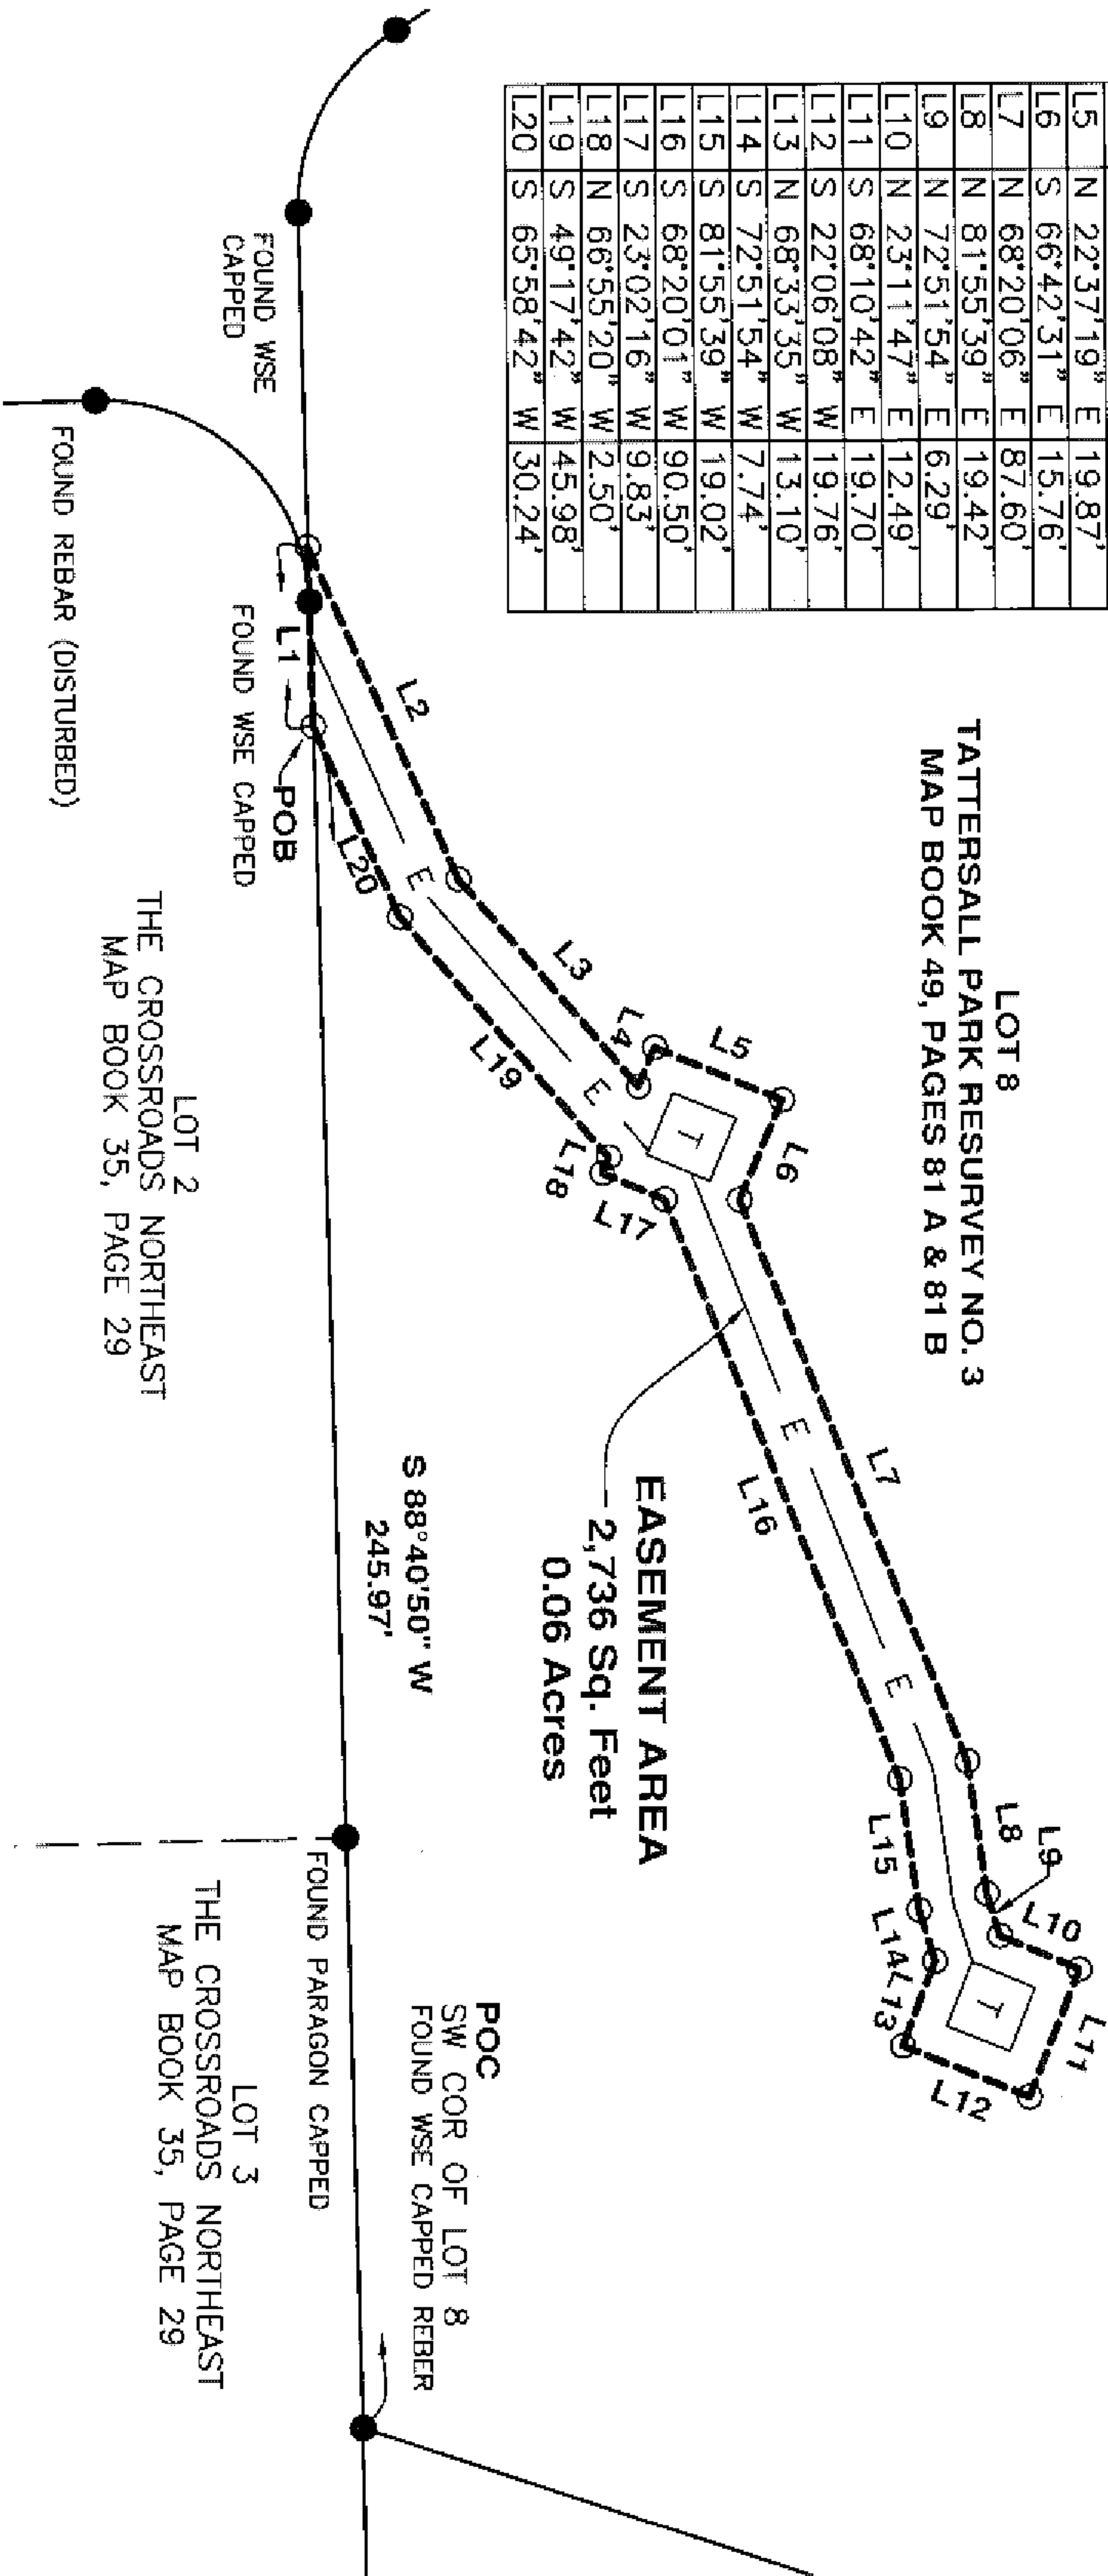 L5 N 22°37'19" E 19.87'
L6 S 66°42'31" E 15.76'
L7 N 68°20'06" E 87.60'
L8 N 81°55'39" E 19.42'
L9 N 72°51'54" E 6.29'
L10 N 23°11'47" E 12.49'
L11 S 68°10'42" E 19.70'
L12 S 22°06'08" W 19.76'
L13 N 68°33'35" W 13.10'
L14 S 72°51'54" W 7.74'
L15 S 81°55'39" W 19.02'
L16 S 68°20'01" W 90.50'
L17 S 23°02'16" W 9.83'
L18 N 66°55'20" W 2.50'
L19 S 49°17'42" W 45.98'
L20 S 65°58'42" W 30.24'
LOT 8
TATTERSALL PARK RESURVEY NO. 3
MAP BOOK 49, PAGES 81 A & 81 B
L2
L3
L4
L5
L6
L7
L8
L9
L10
L11
L12
L13
L14
L15
L16
L17
L18
L19
L20
L1
T
T
E
E
E
E
EASEMENT AREA
2,736 Sq. Feet
0.06 Acres
FOUND WSE
CAPPED
FOUND REBAR (DISTURBED)
FOUND WSE CAPPED
POB
S 88°40'50" W
245.97'
LOT 2
THE CROSSROADS NORTHEAST
MAP BOOK 35, PAGE 29
FOUND PARAGON CAPPED
POC
SW COR OF LOT 8
FOUND WSE CAPPED REBER
LOT 3
THE CROSSROADS NORTHEAST
MAP BOOK 35, PAGE 29